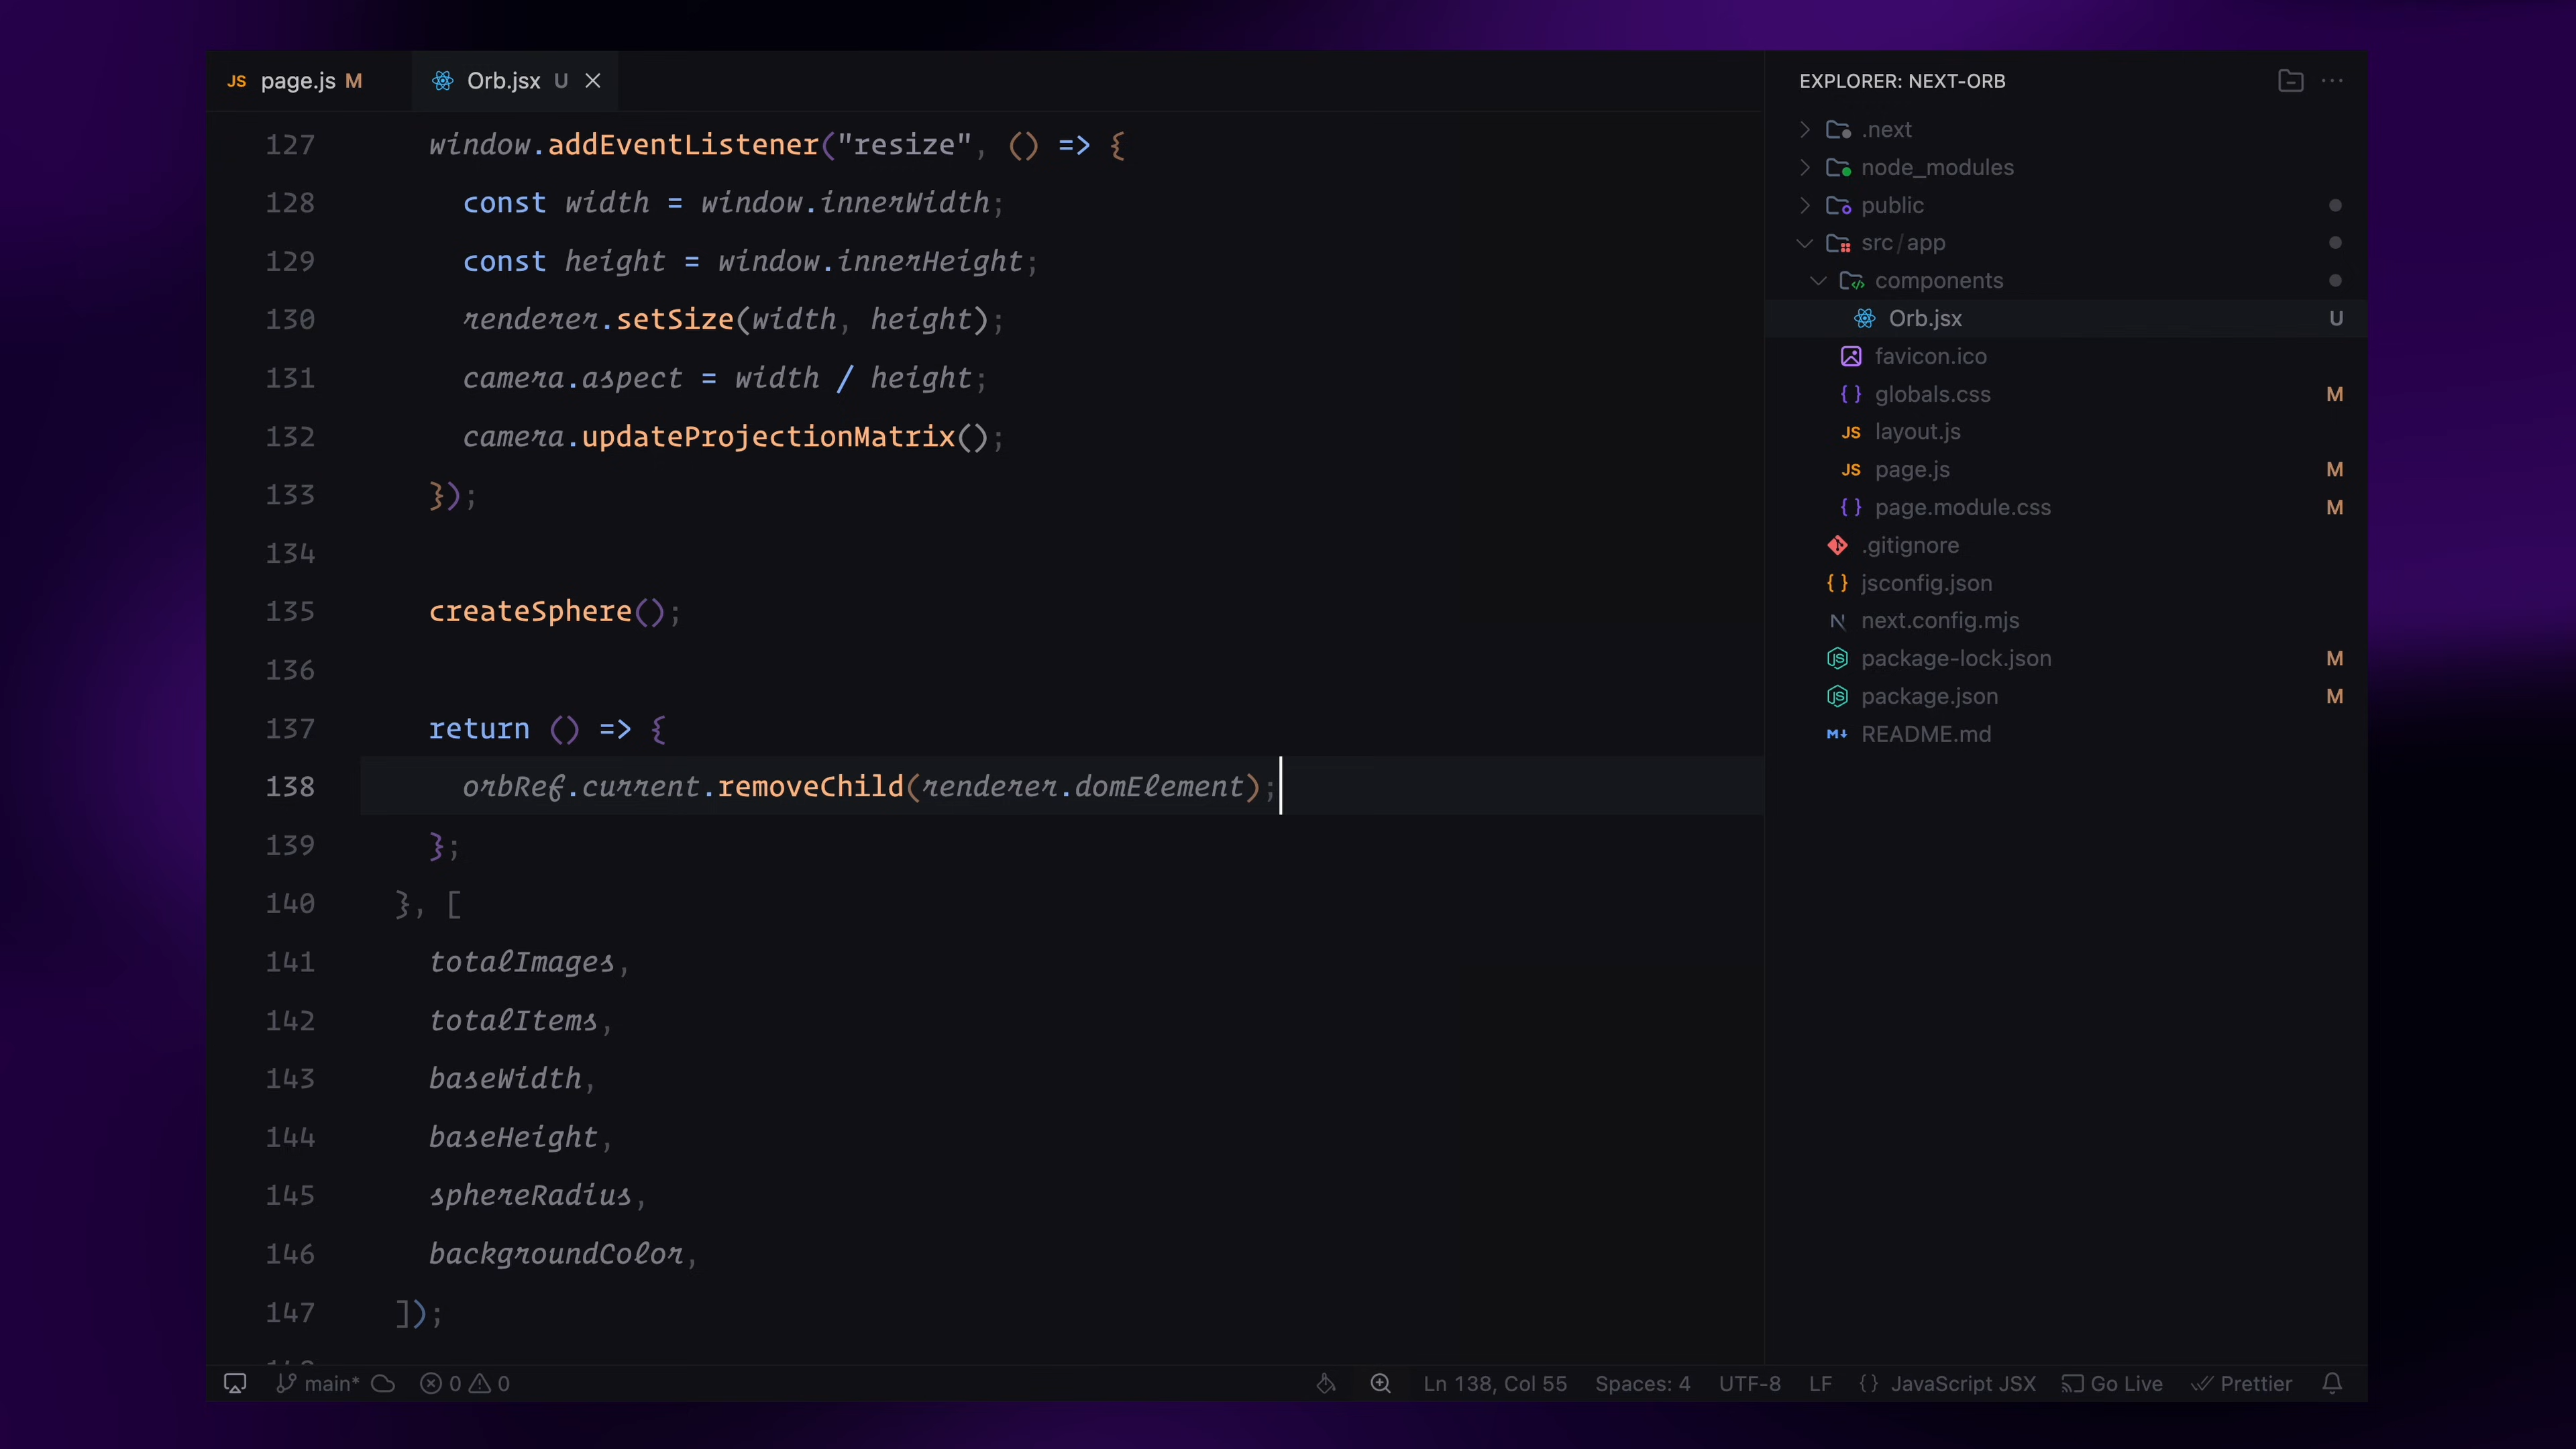 JS page.js M
Orb.jsx U
127 window.addEventListener("resize", () => {
128 const width = window.innerWidth;
129 const height = window.innerHeight;
130 renderer.setSize(width, height);
131 camera.aspect = width / height;
132 camera.updateProjectionMatrix();
133 });
134
135 createSphere();
136
137 return () => {
138 orbRef.current.removeChild(renderer.domElement);
139 };
140 }, [
141 totalImages,
142 totalItems,
143 baseWidth,
144 baseHeight,
145 sphereRadius,
146 backgroundColor,
147 ]);
EXPLORER: NEXT-ORB
.next
node_modules
public
src/app
components
Orb.jsx U
favicon.ico
{ } globals.css M
JS layout.js
JS page.js M
{ } page.module.css M
.gitignore
{ } jsconfig.json
N next.config.mjs
JS package-lock.json M
JS package.json M
M↓ README.md
main* 0 0
Ln 138, Col 55 Spaces: 4 UTF-8 LF {} JavaScript JSX Go Live Prettier